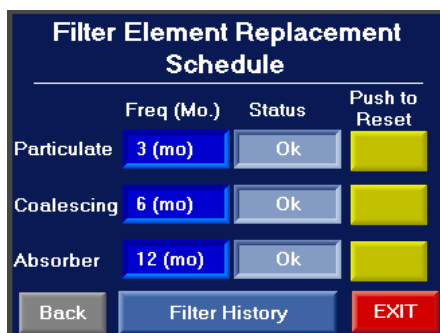 Filter Element Replacement
Schedule
Freq (Mo.) Status Push to
Reset
Particulate 3 (mo) Ok
Coalescing 6 (mo) Ok
Absorber 12 (mo) Ok
Back Filter History EXIT